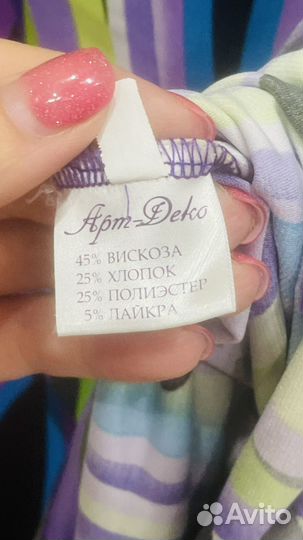 Арт-Деко
45% ВИСКОЗА
25% ХЛОПОК
25% ПОЛИЭСТЕР
5% ЛАЙКРА
Avito